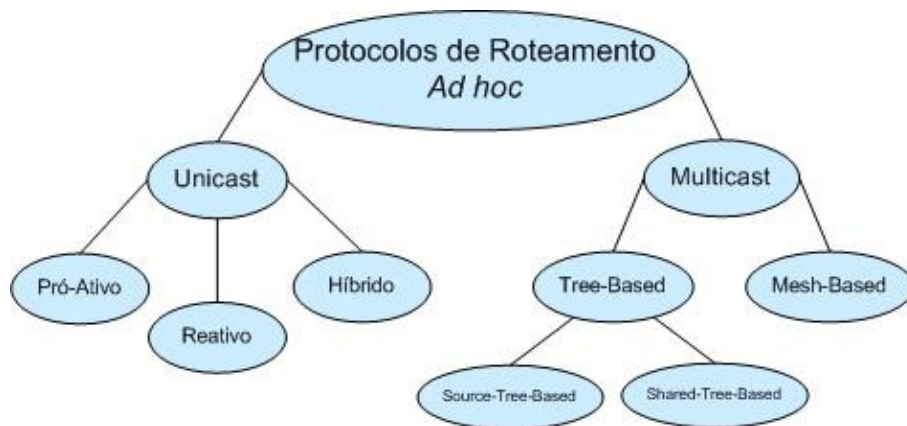 Protocolos de Roteamento
Ad hoc
Unicast
Multicast
Pró-Ativo
Reativo
Híbrido
Tree-Based
Mesh-Based
Source-Tree-Based
Shared-Tree-Based